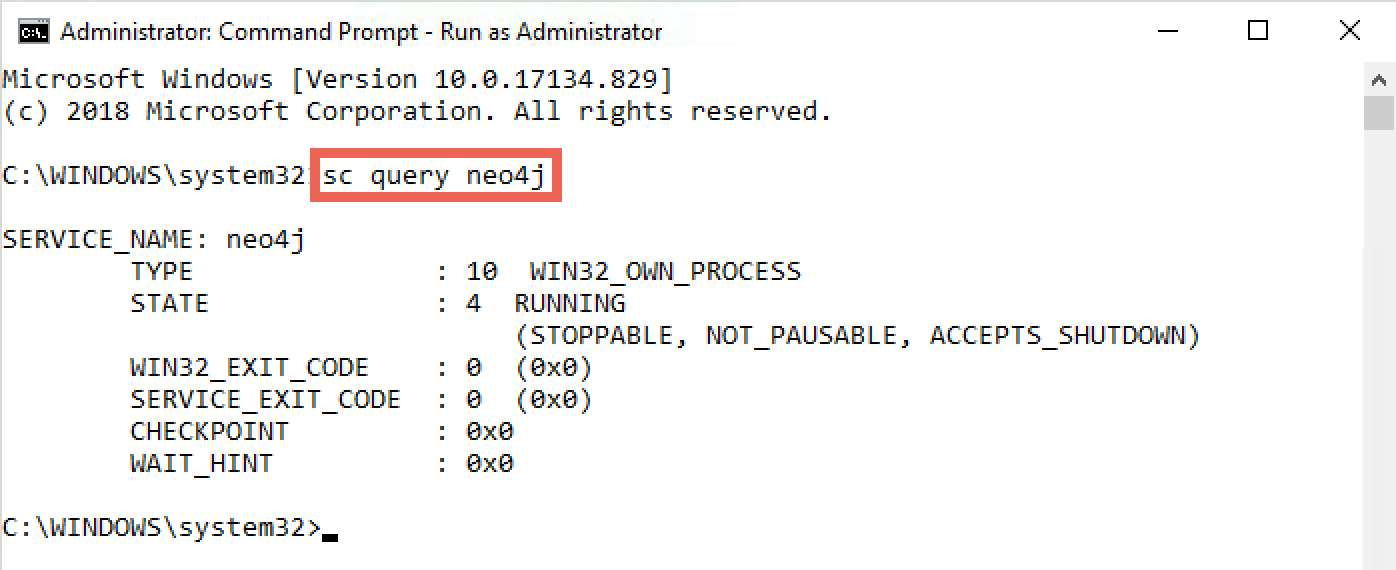 Administrator: Command Prompt - Run as Administrator
Microsoft Windows [Version 10.0.17134.829]
(c) 2018 Microsoft Corporation. All rights reserved.
C:\WINDOWS\system32>sc query neo4j
SERVICE_NAME: neo4j
TYPE : 10 WIN32_OWN_PROCESS
STATE : 4 RUNNING
(STOPPABLE, NOT_PAUSABLE, ACCEPTS_SHUTDOWN)
WIN32_EXIT_CODE : 0 (0x0)
SERVICE_EXIT_CODE : 0 (0x0)
CHECKPOINT : 0x0
WAIT_HINT : 0x0
C:\WINDOWS\system32>